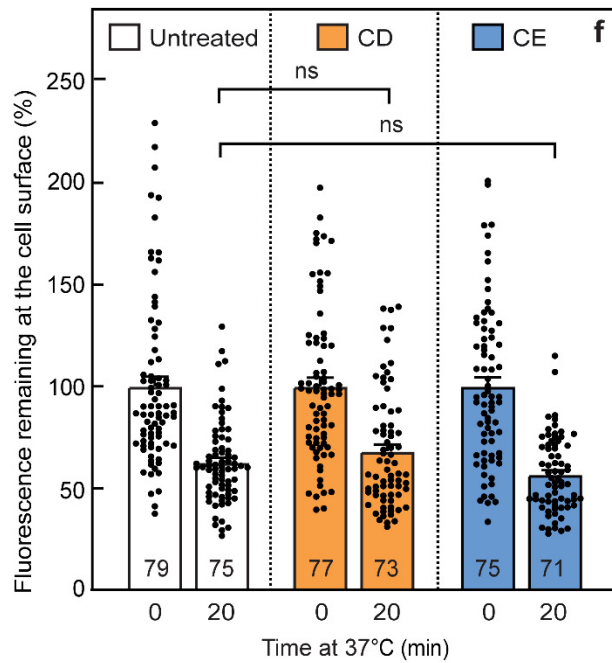 Untreated CD CE f
ns
ns
Fluorescence remaining at the cell surface (%)
250
200
150
100
50
0
79 75 77 73 75 71
0 20 0 20 0 20
Time at 37°C (min)